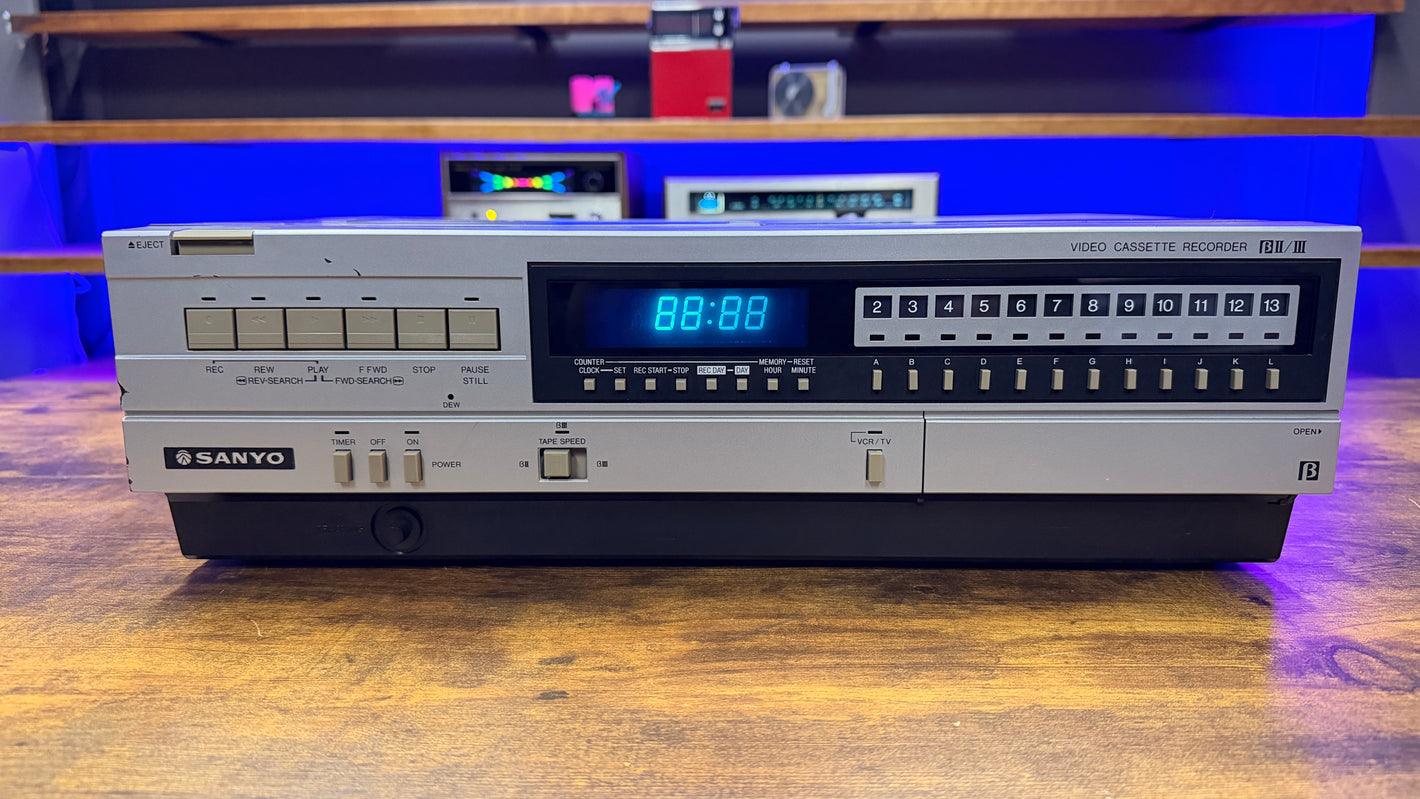 ⏏EJECT
VIDEO CASSETTE RECORDER βII/III
88:88
2 3 4 5 6 7 8 9 10 11 12 13
A B C D E F G H I J K L
COUNTER MEMORY RESET
CLOCK SET REC START STOP REC DAY DAY HOUR MINUTE
REC REW PLAY F FWD STOP PAUSE
REV-SEARCH FWD-SEARCH STILL
DEW
SANYO
TIMER OFF ON
POWER
βIII
TAPE SPEED
βII βIII
VCR/TV
OPEN
β